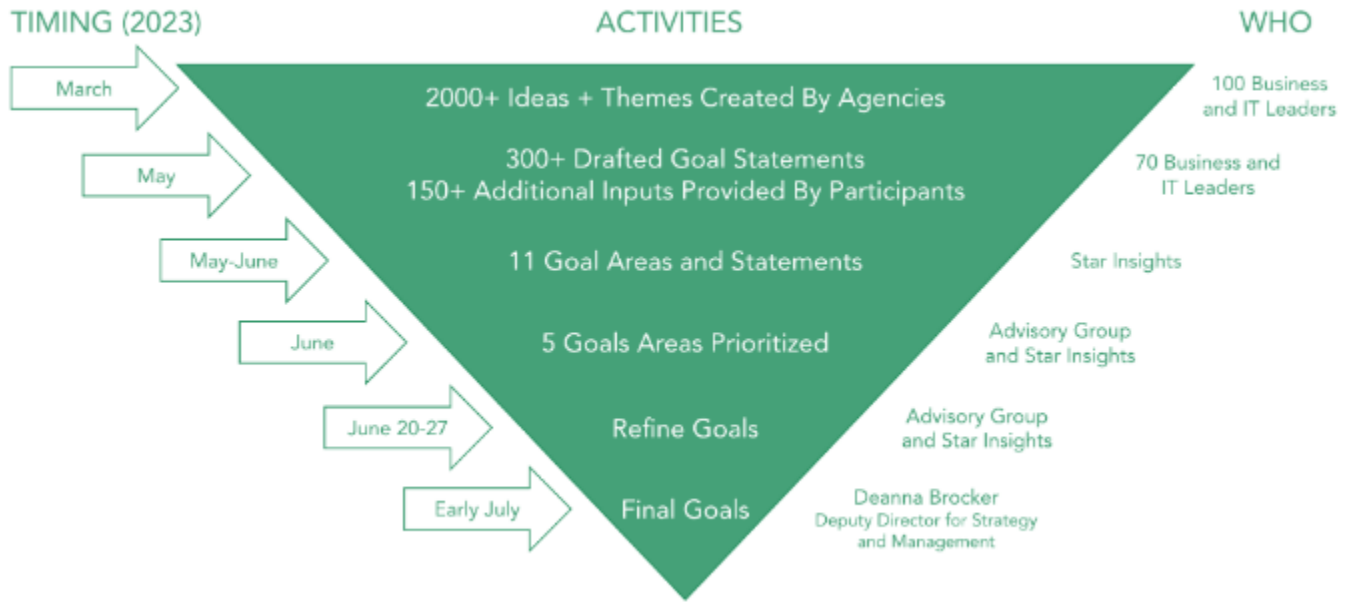 TIMING (2023)
ACTIVITIES
WHO
March
2000+ Ideas + Themes Created By Agencies
100 Business
and IT Leaders
May
300+ Drafted Goal Statements
150+ Additional Inputs Provided By Participants
70 Business and
IT Leaders
May-June
11 Goal Areas and Statements
Star Insights
June
5 Goals Areas Prioritized
Advisory Group
and Star Insights
June 20-27
Refine Goals
Advisory Group
and Star Insights
Early July
Final Goals
Deanna Brocker
Deputy Director for Strategy
and Management